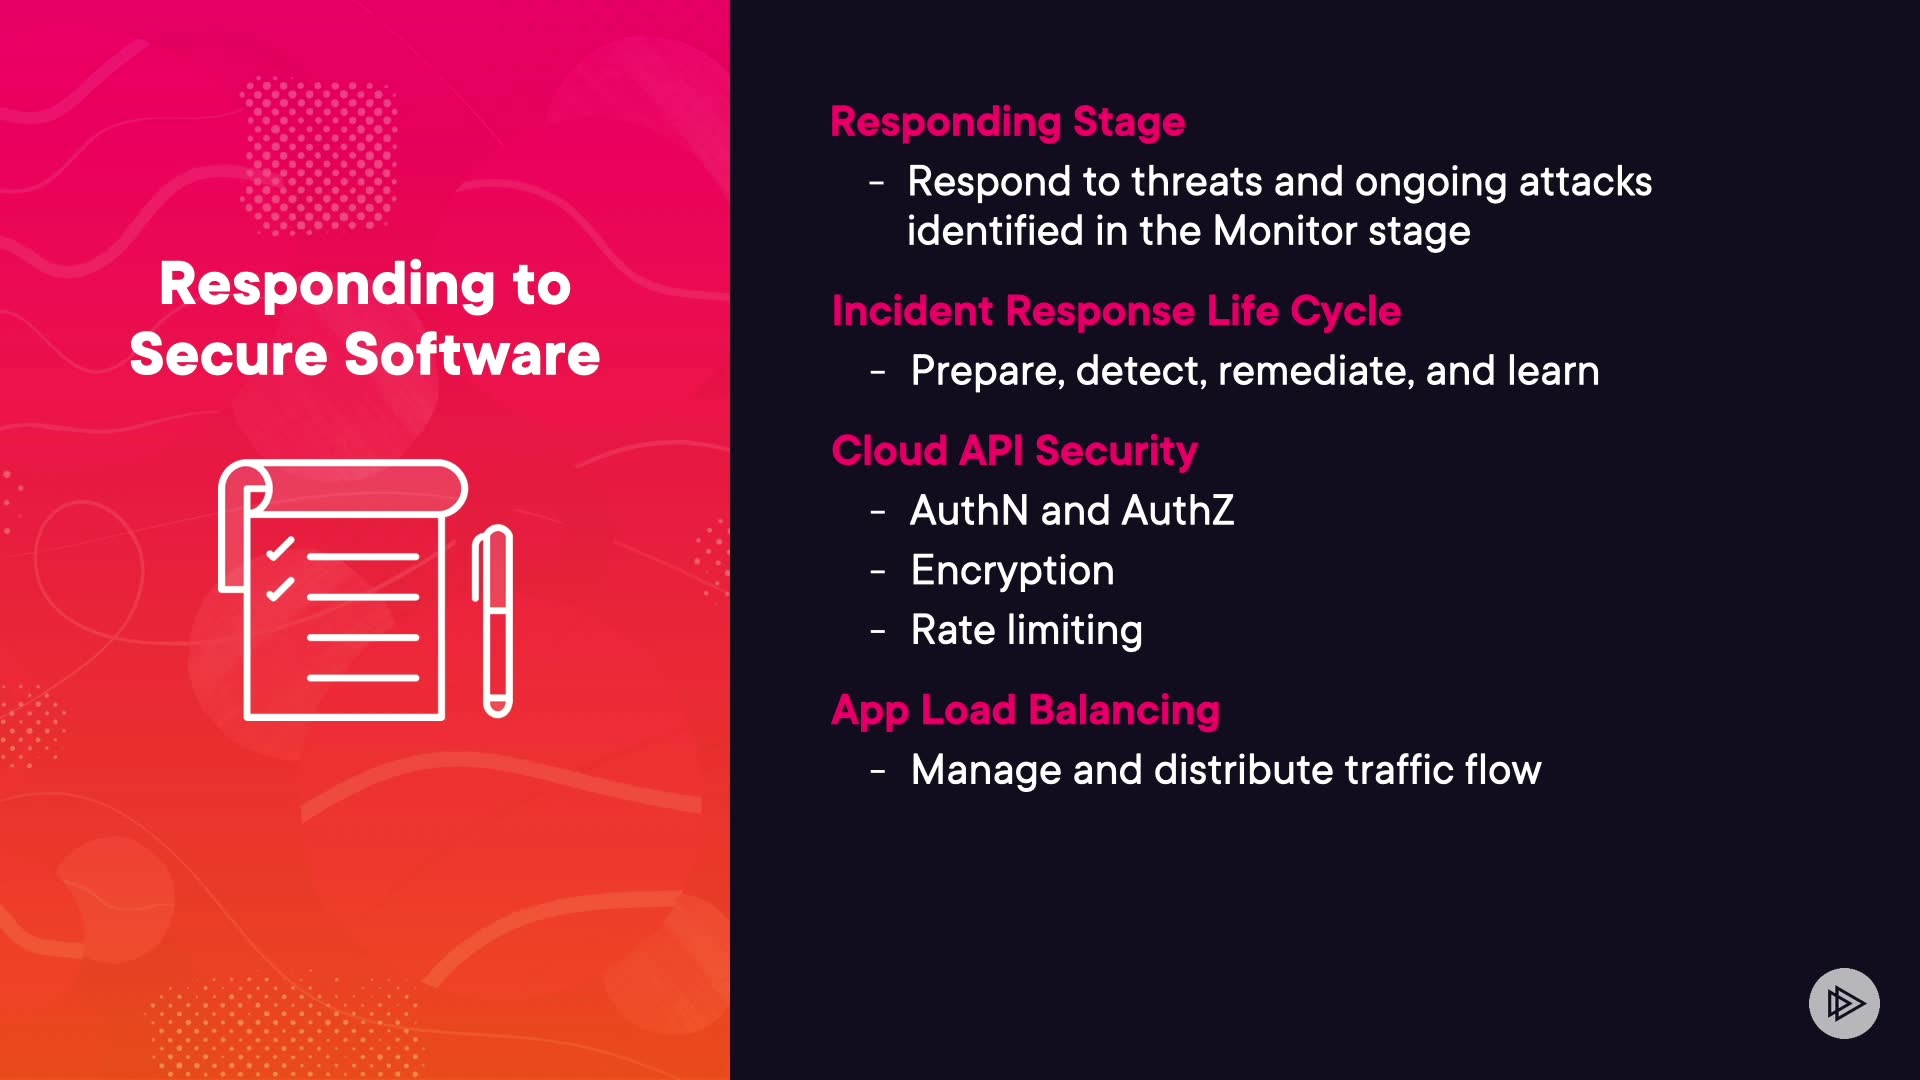 Responding to
Secure Software
Responding Stage
- Respond to threats and ongoing attacks
identified in the Monitor stage
Incident Response Life Cycle
- Prepare, detect, remediate, and learn
Cloud API Security
- AuthN and AuthZ
- Encryption
- Rate limiting
App Load Balancing
- Manage and distribute traffic flow